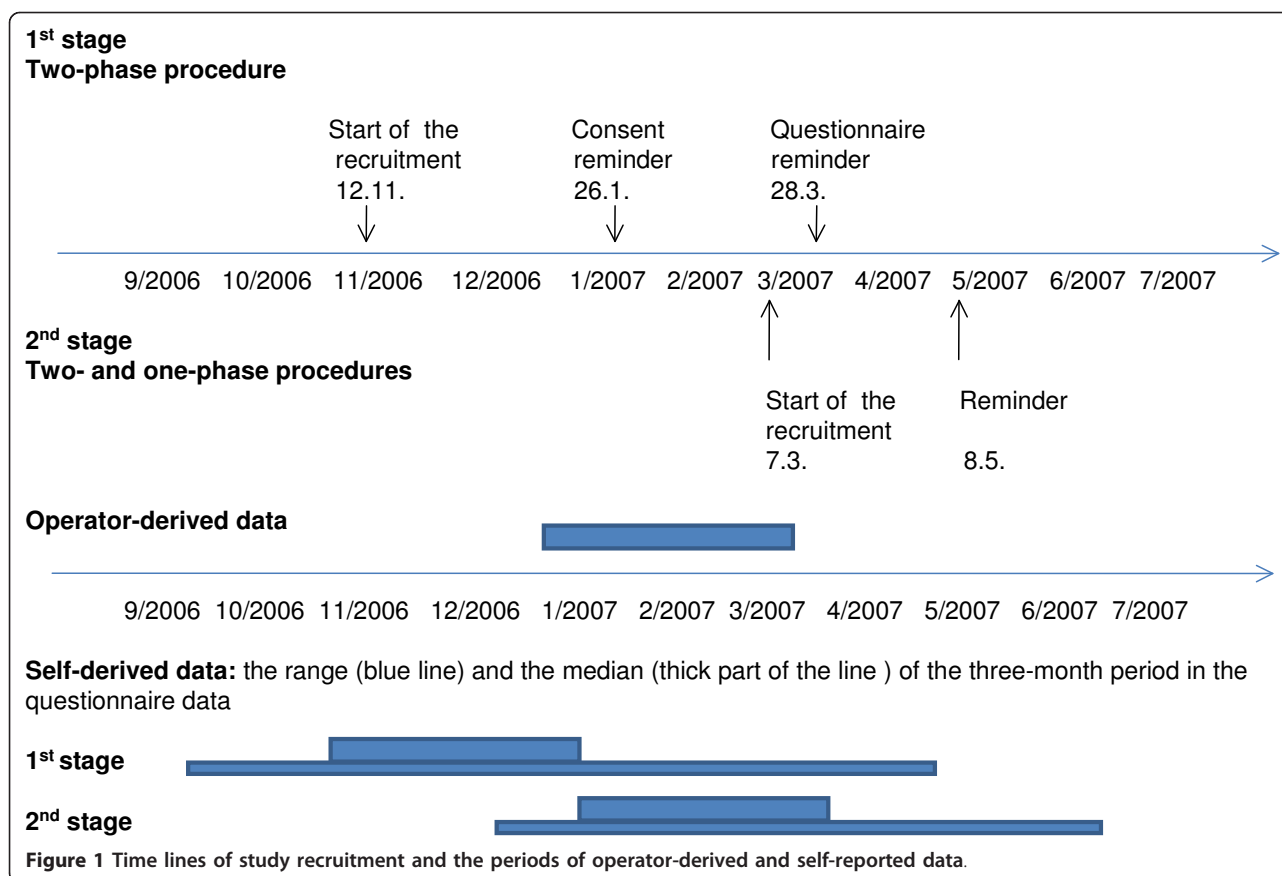 1st stage
Two-phase procedure
Start of the recruitment 12.11.
Consent reminder 26.1.
Questionnaire reminder 28.3.
9/2006 10/2006 11/2006 12/2006 1/2007 2/2007 3/2007 4/2007 5/2007 6/2007 7/2007
2nd stage
Two- and one-phase procedures
Start of the recruitment 7.3.
Reminder 8.5.
Operator-derived data
9/2006 10/2006 11/2006 12/2006 1/2007 2/2007 3/2007 4/2007 5/2007 6/2007 7/2007
Self-derived data: the range (blue line) and the median (thick part of the line ) of the three-month period in the
questionnaire data
1st stage
2nd stage
Figure 1 Time lines of study recruitment and the periods of operator-derived and self-reported data.